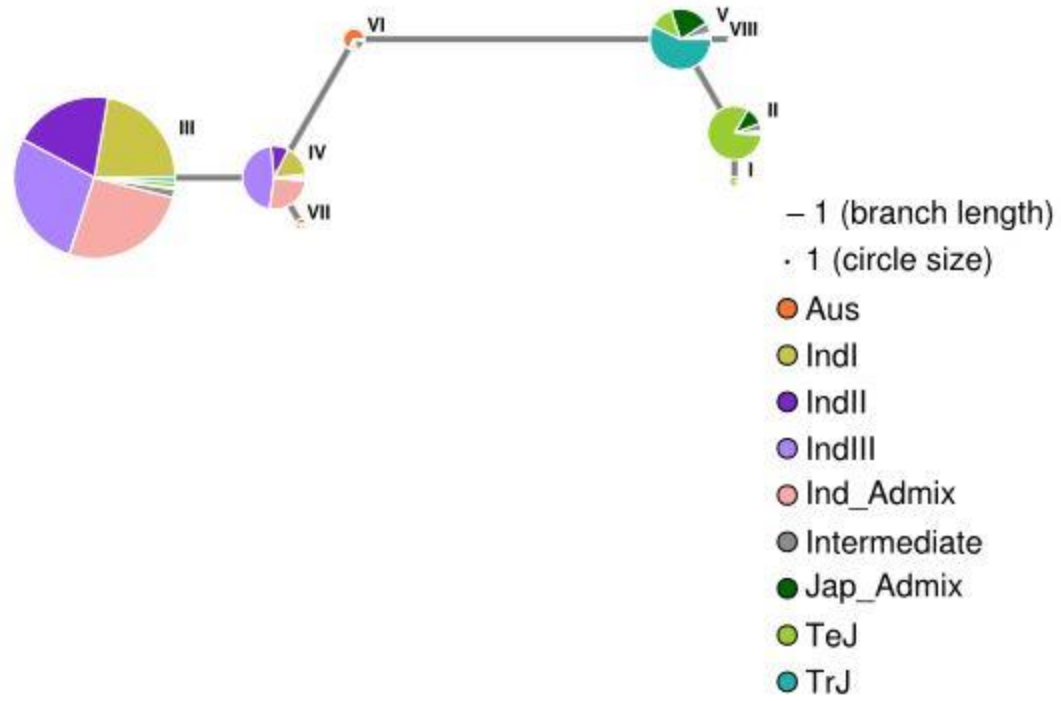 VI
V
VIII
III
II
IV
I
VII
– 1 (branch length)
· 1 (circle size)
Aus
IndI
IndII
IndIII
Ind_Admix
Intermediate
Jap_Admix
TeJ
TrJ